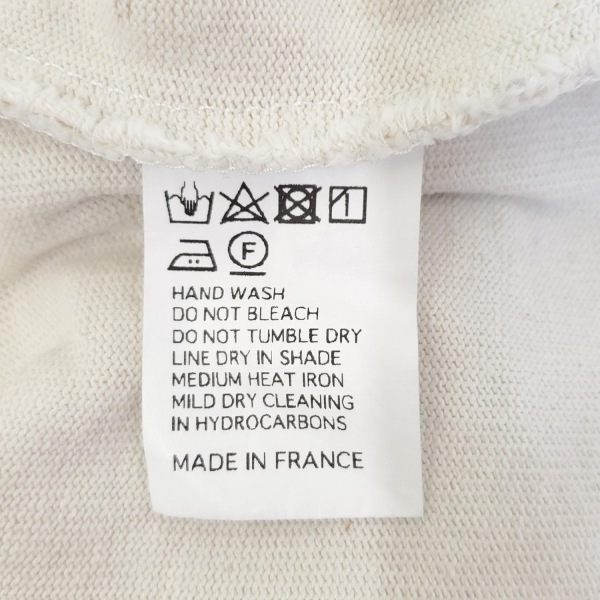 F
HAND WASH
DO NOT BLEACH
DO NOT TUMBLE DRY
LINE DRY IN SHADE
MEDIUM HEAT IRON
MILD DRY CLEANING
IN HYDROCARBONS
MADE IN FRANCE